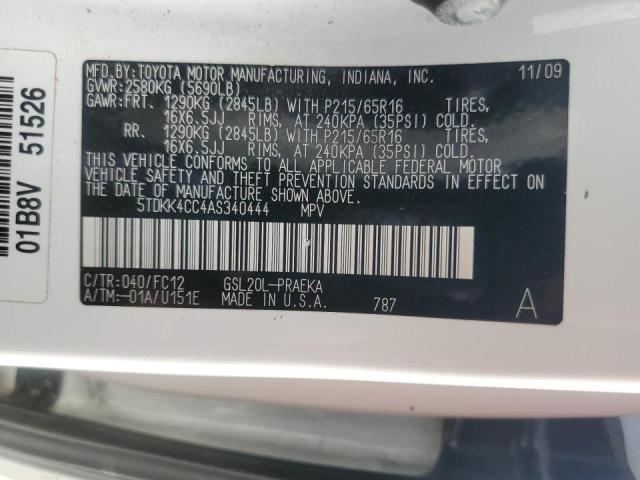 MFD.BY:TOYOTA MOTOR MANUFACTURING, INDIANA, INC. 11/09
GVWR:2580KG (5690LB)
GAWR:FRT. 1290KG (2845LB) WITH P215/65R16 TIRES,
16X6.5JJ RIMS, AT 240KPA (35PSI) COLD.
RR. 1290KG (2845LB) WITH P215/65R16 TIRES,
16X6.5JJ RIMS, AT 240KPA (35PSI) COLD.
THIS VEHICLE CONFORMS TO ALL APPLICABLE FEDERAL MOTOR
VEHICLE SAFETY AND THEFT PREVENTION STANDARDS IN EFFECT ON
THE DATE OF MANUFACTURE SHOWN ABOVE.
5TDKK4CC4AS340444 MPV
C/TR:040/FC12 GSL20L-PRAEKA
A/TM:-01A/U151E MADE IN U.S.A. 787 A
01B8V 51526